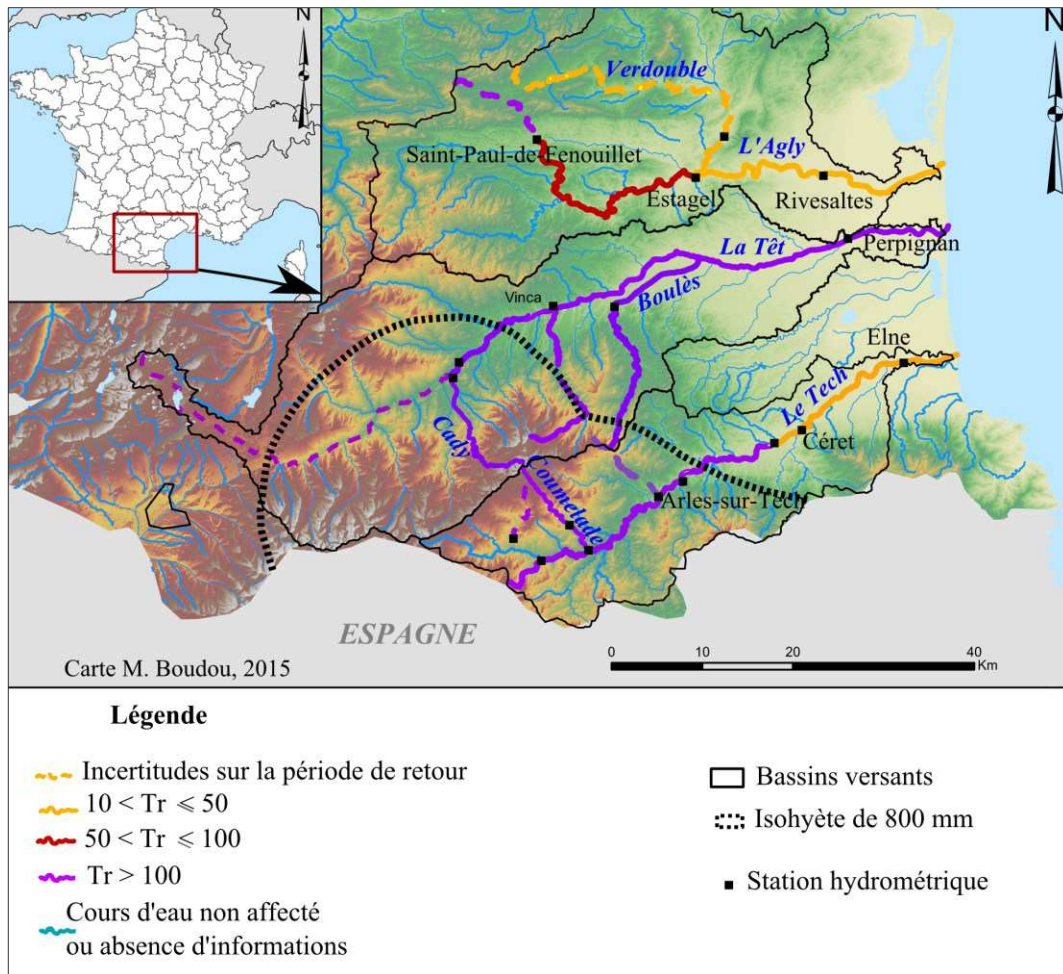 N
N
Verdouble
Saint-Paul-de-Fenouillet
L'Agly
Estagel
Rivesaltes
La Têt
Perpignan
Vinca
Boulès
Elne
Le Tech
Céret
Cady
Coumelade
Arles-sur-Tech
ESPAGNE
Carte M. Boudou, 2015
0 10 20 40
Km
Légende
Incertitudes sur la période de retour
10 < Tr ⩽ 50
50 < Tr ⩽ 100
Tr > 100
Cours d'eau non affecté
ou absence d'informations
Bassins versants
Isohyète de 800 mm
Station hydrométrique